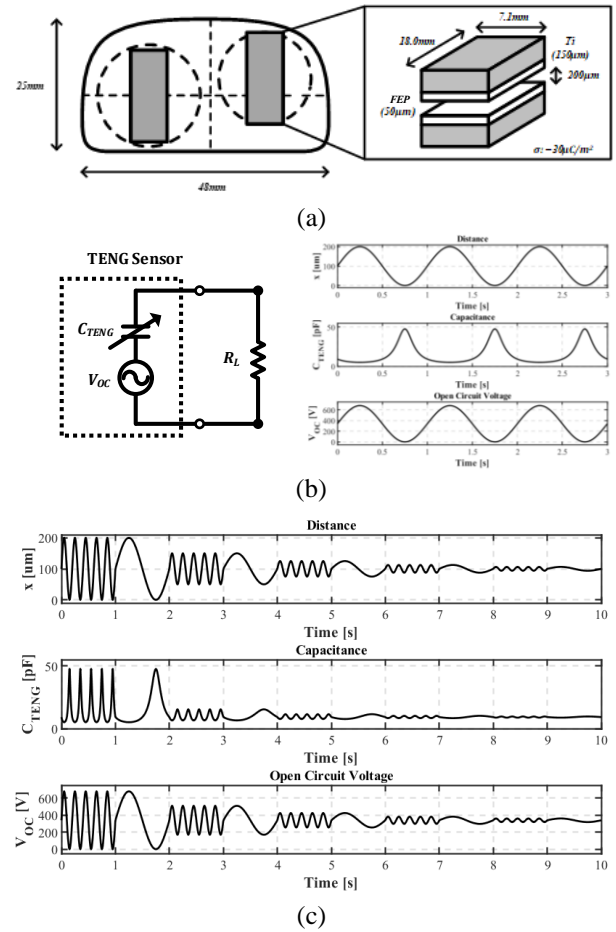 7.1mm
18.0mm
Ti
(150μm)
200μm
FEP
(50μm)
σ: −30μC/m²
25mm
48mm
(a)
TENG Sensor
C_TENG
V_OC
R_L
Distance
x [um]
200
100
0
0 0.5 1 1.5 2 2.5 3
Time [s]
Capacitance
C_TENG [pF]
50
0
0 0.5 1 1.5 2 2.5 3
Time [s]
Open Circuit Voltage
V_OC [V]
600
400
200
0
0 0.5 1 1.5 2 2.5 3
Time [s]
(b)
Distance
x [um]
200
100
0
0 1 2 3 4 5 6 7 8 9 10
Time [s]
Capacitance
C_TENG [pF]
50
0
0 1 2 3 4 5 6 7 8 9 10
Time [s]
Open Circuit Voltage
V_OC [V]
600
400
200
0
0 1 2 3 4 5 6 7 8 9 10
Time [s]
(c)